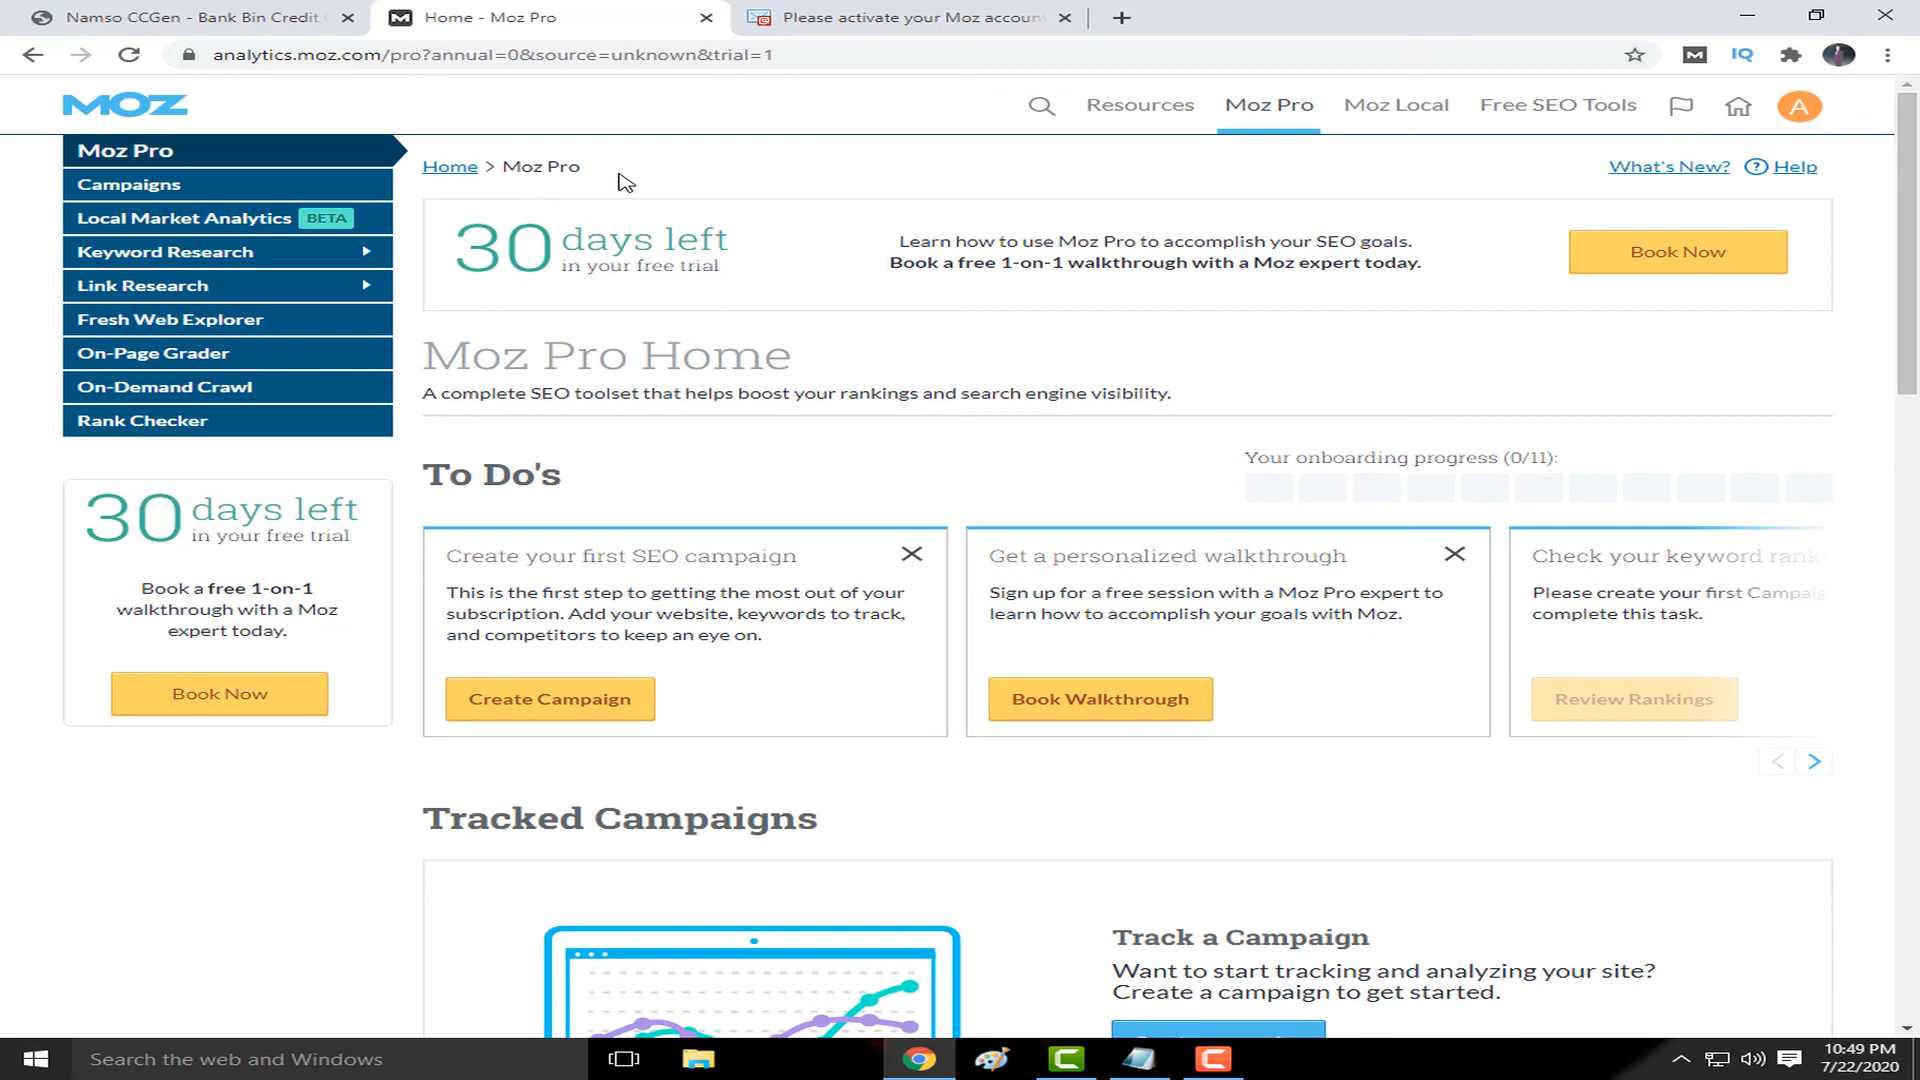 Namso CCGen - Bank Bin Credit
Home - Moz Pro
Please activate your Moz accoun
analytics.moz.com/pro?annual=0&source=unknown&trial=1
M
IQ
MOZ
Resources
Moz Pro
Moz Local
Free SEO Tools
A
Moz Pro
Campaigns
Local Market Analytics BETA
Keyword Research
Link Research
Fresh Web Explorer
On-Page Grader
On-Demand Crawl
Rank Checker
30 days left
in your free trial
Book a free 1-on-1
walkthrough with a Moz
expert today.
Book Now
Home > Moz Pro
What's New?
? Help
30 days left
in your free trial
Learn how to use Moz Pro to accomplish your SEO goals.
Book a free 1-on-1 walkthrough with a Moz expert today.
Book Now
Moz Pro Home
A complete SEO toolset that helps boost your rankings and search engine visibility.
To Do's
Your onboarding progress (0/11):
Create your first SEO campaign
This is the first step to getting the most out of your
subscription. Add your website, keywords to track,
and competitors to keep an eye on.
Create Campaign
Get a personalized walkthrough
Sign up for a free session with a Moz Pro expert to
learn how to accomplish your goals with Moz.
Book Walkthrough
Check your keyword rank
Please create your first Campaig
complete this task.
Review Rankings
Tracked Campaigns
Track a Campaign
Want to start tracking and analyzing your site?
Create a campaign to get started.
Search the web and Windows
10:49 PM
7/22/2020